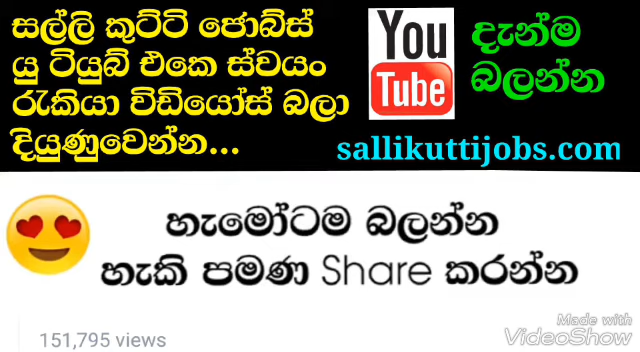 සල්ලි කුට්ටි ජොබ්ස්
යු ටියුබ් එකෙ ස්වයං
රැකියා විඩියෝස් බලා
දියුණුවෙන්න...
You
Tube
දැන්ම
බලන්න
sallikuttijobs.com
හැමෝටම බලන්න
හැකි පමණ Share කරන්න
151,795 views
Made with
VideoShow